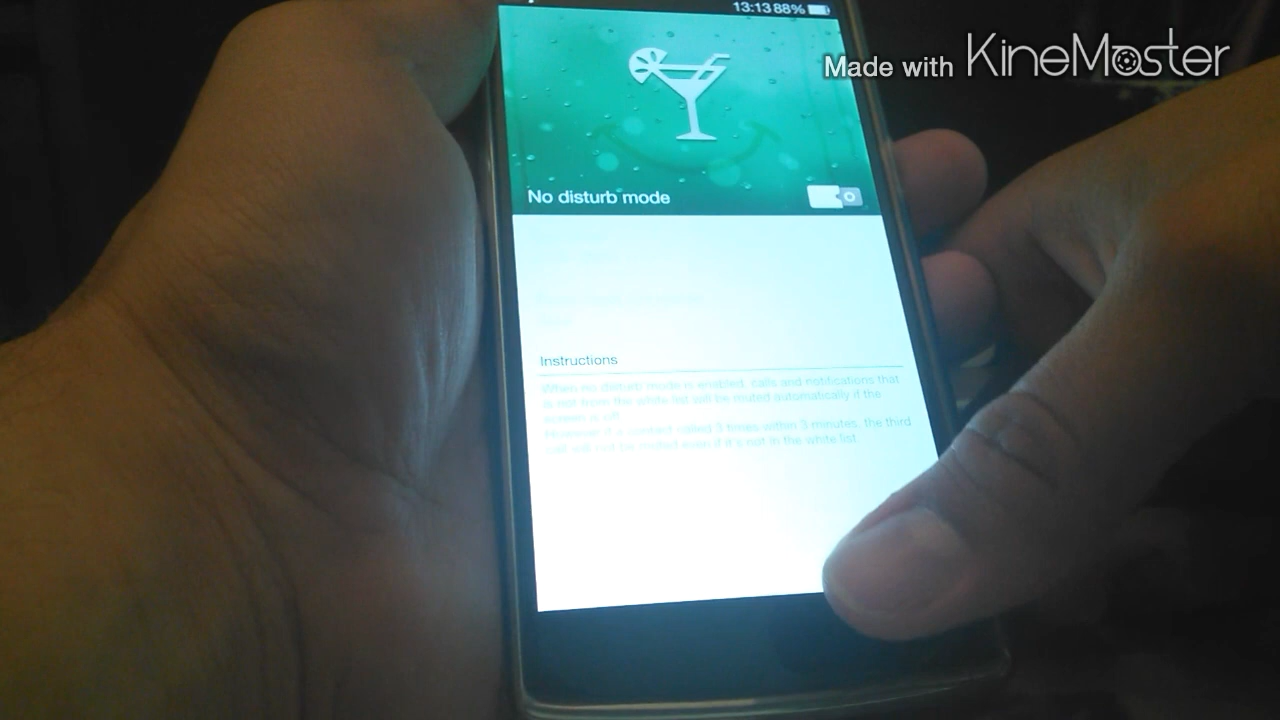 13:13 88%
Made with KINEMASTER
No disturb mode
Instructions
When no disturb mode is enabled, calls and notifications that
is not from the white list will be muted automatically if the
screen is off.
However, if a contact called 3 times within 3 minutes, the third
call will not be muted even if it's not in the white list.